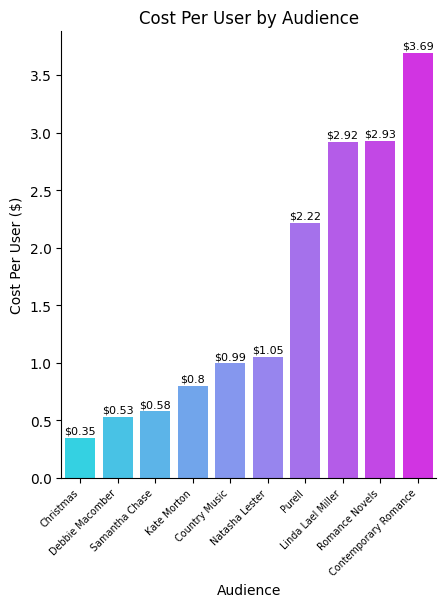 Cost Per User by Audience
Cost Per User ($)
3.5
3.0
2.5
2.0
1.5
1.0
0.5
0.0
$0.35
$0.53
$0.58
$0.8
$0.99
$1.05
$2.22
$2.92
$2.93
$3.69
Christmas
Debbie Macomber
Samantha Chase
Kate Morton
Country Music
Natasha Lester
Purell
Linda Lael Miller
Romance Novels
Contemporary Romance
Audience